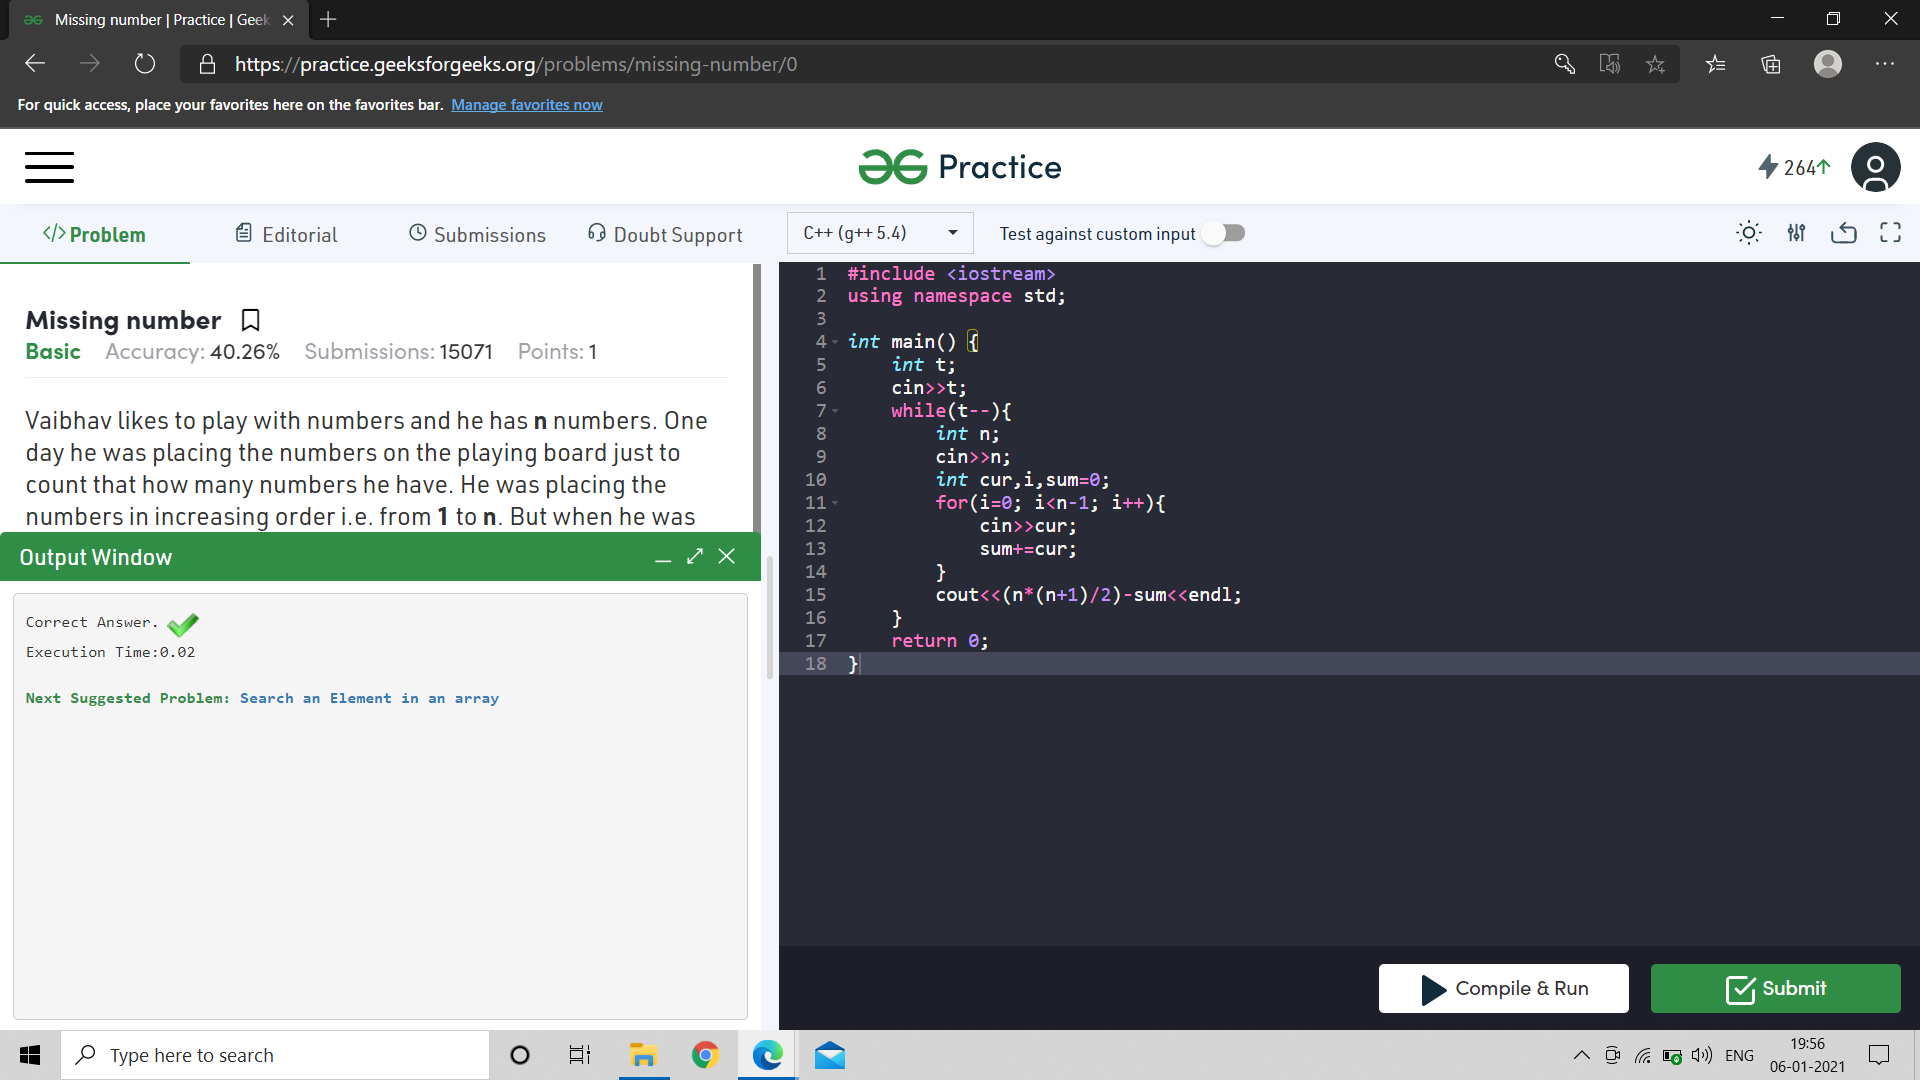 Missing number | Practice | Geek
https://practice.geeksforgeeks.org/problems/missing-number/0
For quick access, place your favorites here on the favorites bar. Manage favorites now
Practice
264
Problem
Editorial
Submissions
Doubt Support
C++ (g++ 5.4)
Test against custom input
Missing number
Basic Accuracy: 40.26% Submissions: 15071 Points: 1
Vaibhav likes to play with numbers and he has n numbers. One
day he was placing the numbers on the playing board just to
count that how many numbers he have. He was placing the
numbers in increasing order i.e. from 1 to n. But when he was
Output Window
Correct Answer.
Execution Time:0.02
Next Suggested Problem: Search an Element in an array
1 #include <iostream>
2 using namespace std;
3
4 int main() {
5 int t;
6 cin>>t;
7 while(t--){
8 int n;
9 cin>>n;
10 int cur,i,sum=0;
11 for(i=0; i<n-1; i++){
12 cin>>cur;
13 sum+=cur;
14 }
15 cout<<(n*(n+1)/2)-sum<<endl;
16 }
17 return 0;
18 }
Compile & Run
Submit
Type here to search
ENG
19:56
06-01-2021